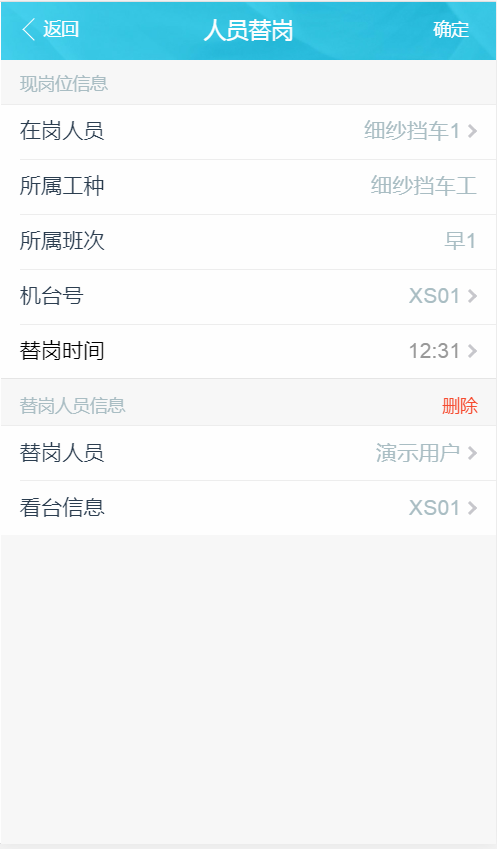 返回 人员替岗 确定
现岗位信息
在岗人员 细纱挡车1
所属工种 细纱挡车工
所属班次 早1
机台号 XS01
替岗时间 12:31
替岗人员信息 删除
替岗人员 演示用户
看台信息 XS01